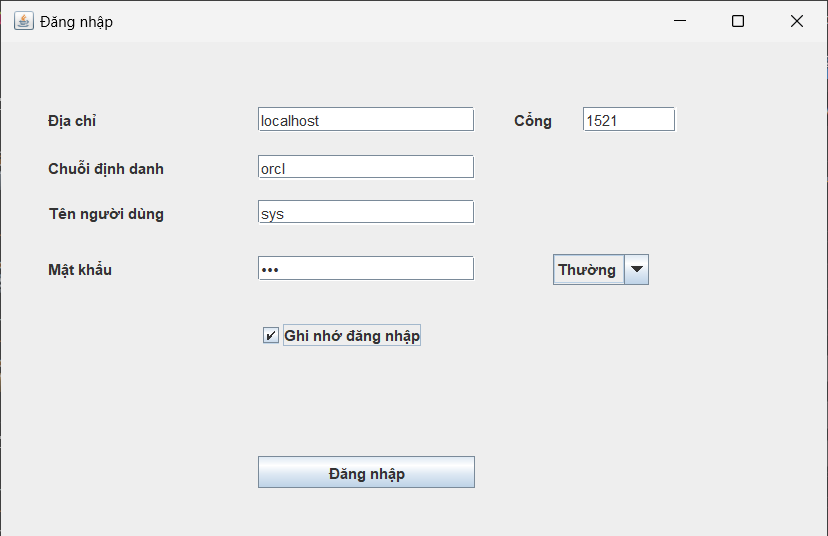 Đăng nhập
Địa chỉ localhost Cổng 1521
Chuỗi định danh orcl
Tên người dùng sys
Mật khẩu ••• Thường
Ghi nhớ đăng nhập
Đăng nhập